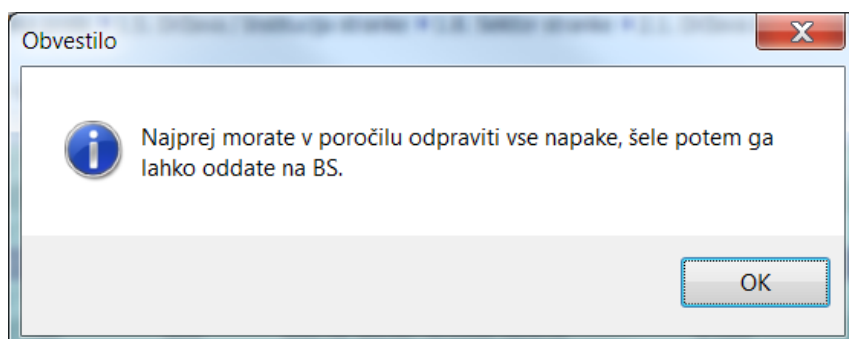 Obvestilo
Najprej morate v poročilu odpraviti vse napake, šele potem ga
lahko oddate na BS.
OK